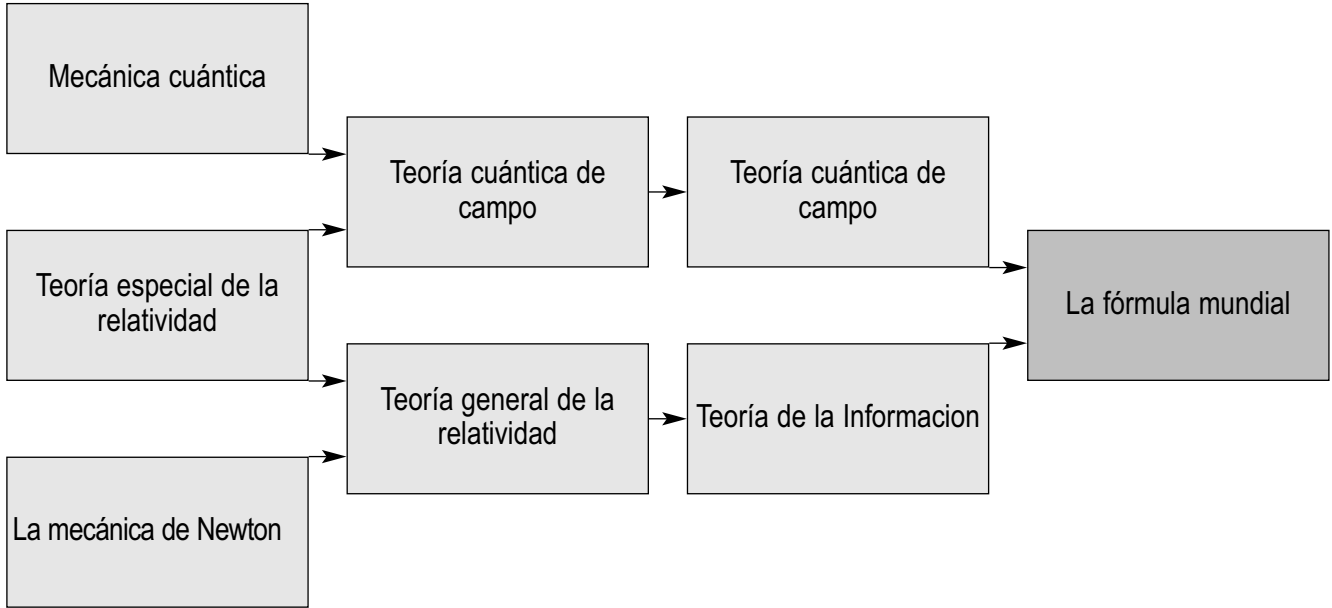 Mecánica cuántica
Teoría cuántica de
campo
Teoría cuántica de
campo
Teoría especial de la
relatividad
La fórmula mundial
Teoría general de la
relatividad
Teoría de la Informacion
La mecánica de Newton